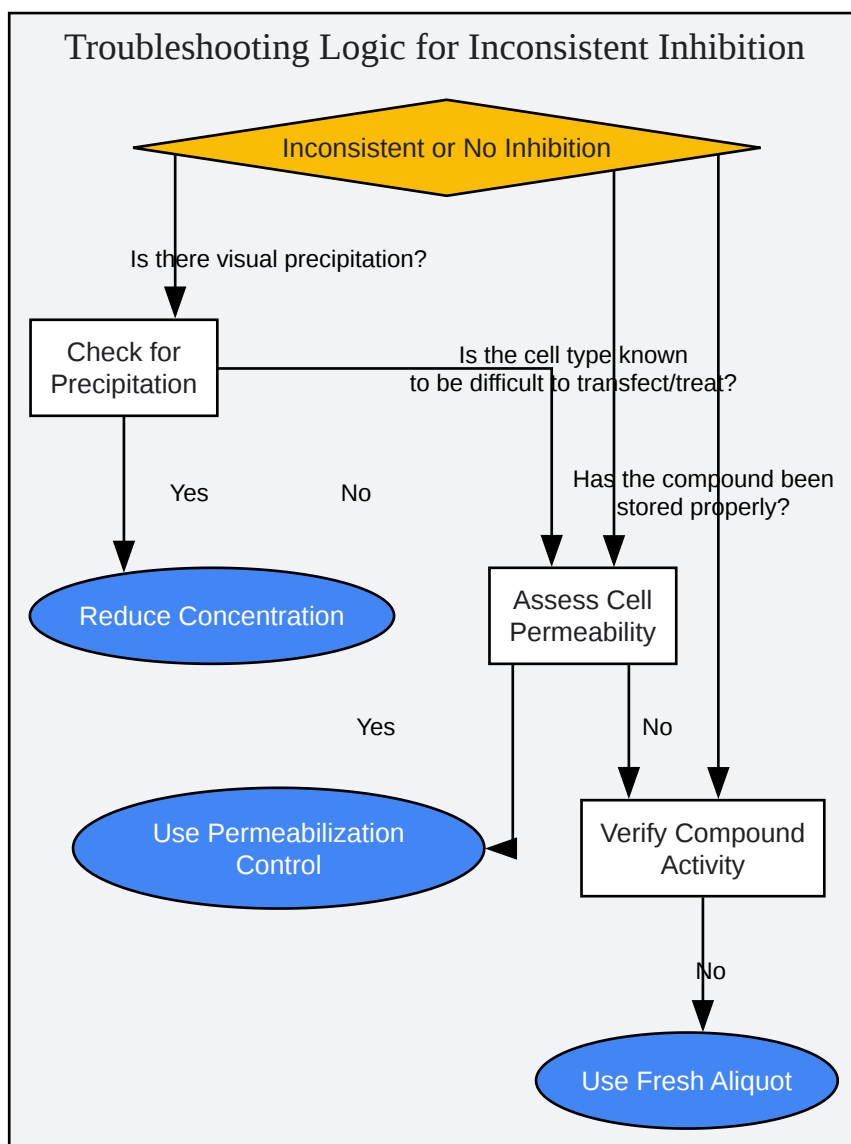 Troubleshooting Logic for Inconsistent Inhibition
Inconsistent or No Inhibition
Is there visual precipitation?
Check for
Precipitation
Is the cell type known
to be difficult to transfect/treat?
Yes
No
Has the compound been
stored properly?
Reduce Concentration
Assess Cell
Permeability
Yes
No
Use Permeabilization
Control
Verify Compound
Activity
No
Use Fresh Aliquot